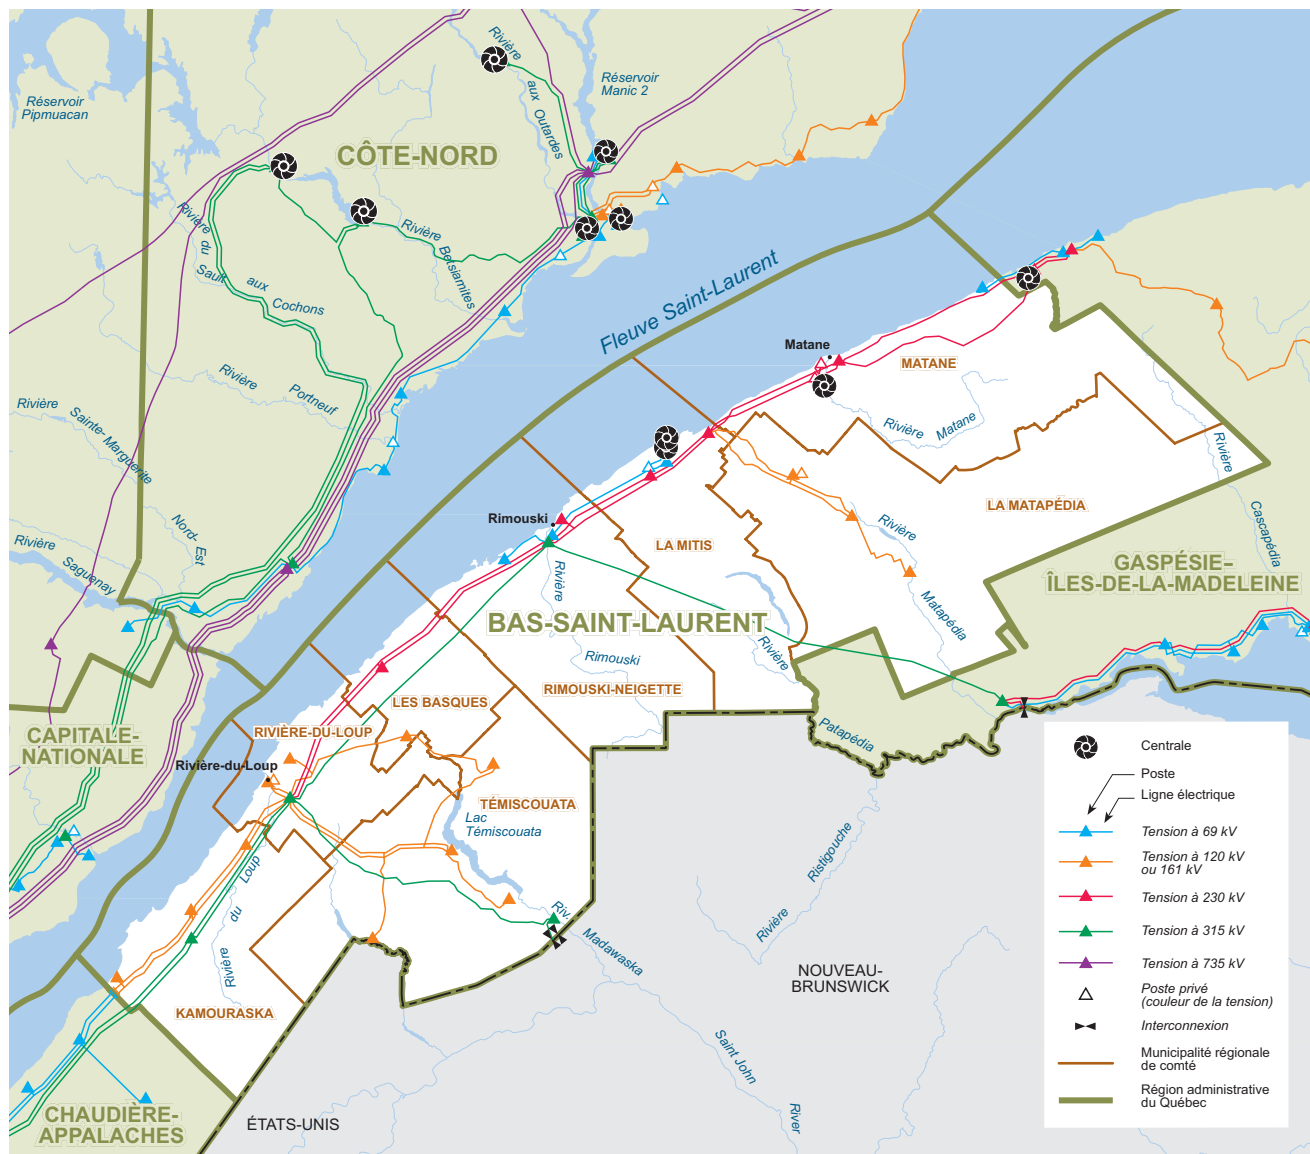 Rivière
aux Outardes
Réservoir
Manic 2
Réservoir
Pipmuacan
CÔTE-NORD
Rivière
du
Sault
aux
Cochons
Rivière
Betsiamites
Fleuve Saint-Laurent
Matane
MATANE
Rivière
Matane
Rivière
Portneuf
Rivière
Sainte-Marguerite
Nord-Est
Rivière
Cascapédia
LA MATAPÉDIA
Rimouski
LA MITIS
Rivière
Matapédia
Rivière
Saguenay
GASPÉSIE–
ÎLES-DE-LA-MADELEINE
BAS-SAINT-LAURENT
Rivière
Rimouski
Rivière
Patapédia
RIMOUSKI-NEIGETTE
LES BASQUES
RIVIÈRE-DU-LOUP
CAPITALE-
NATIONALE
Rivière-du-Loup
TÉMISCOUATA
Lac
Témiscouata
Rivière
du
Loup
Riv.
Madawaska
Rivière
Ristigouche
NOUVEAU-
BRUNSWICK
KAMOURASKA
Saint John
River
CHAUDIÈRE-
APPALACHES
ÉTATS-UNIS
Centrale
Poste
Ligne électrique
Tension à 69 kV
Tension à 120 kV
ou 161 kV
Tension à 230 kV
Tension à 315 kV
Tension à 735 kV
Poste privé
(couleur de la tension)
Interconnexion
Municipalité régionale
de comté
Région administrative
du Québec